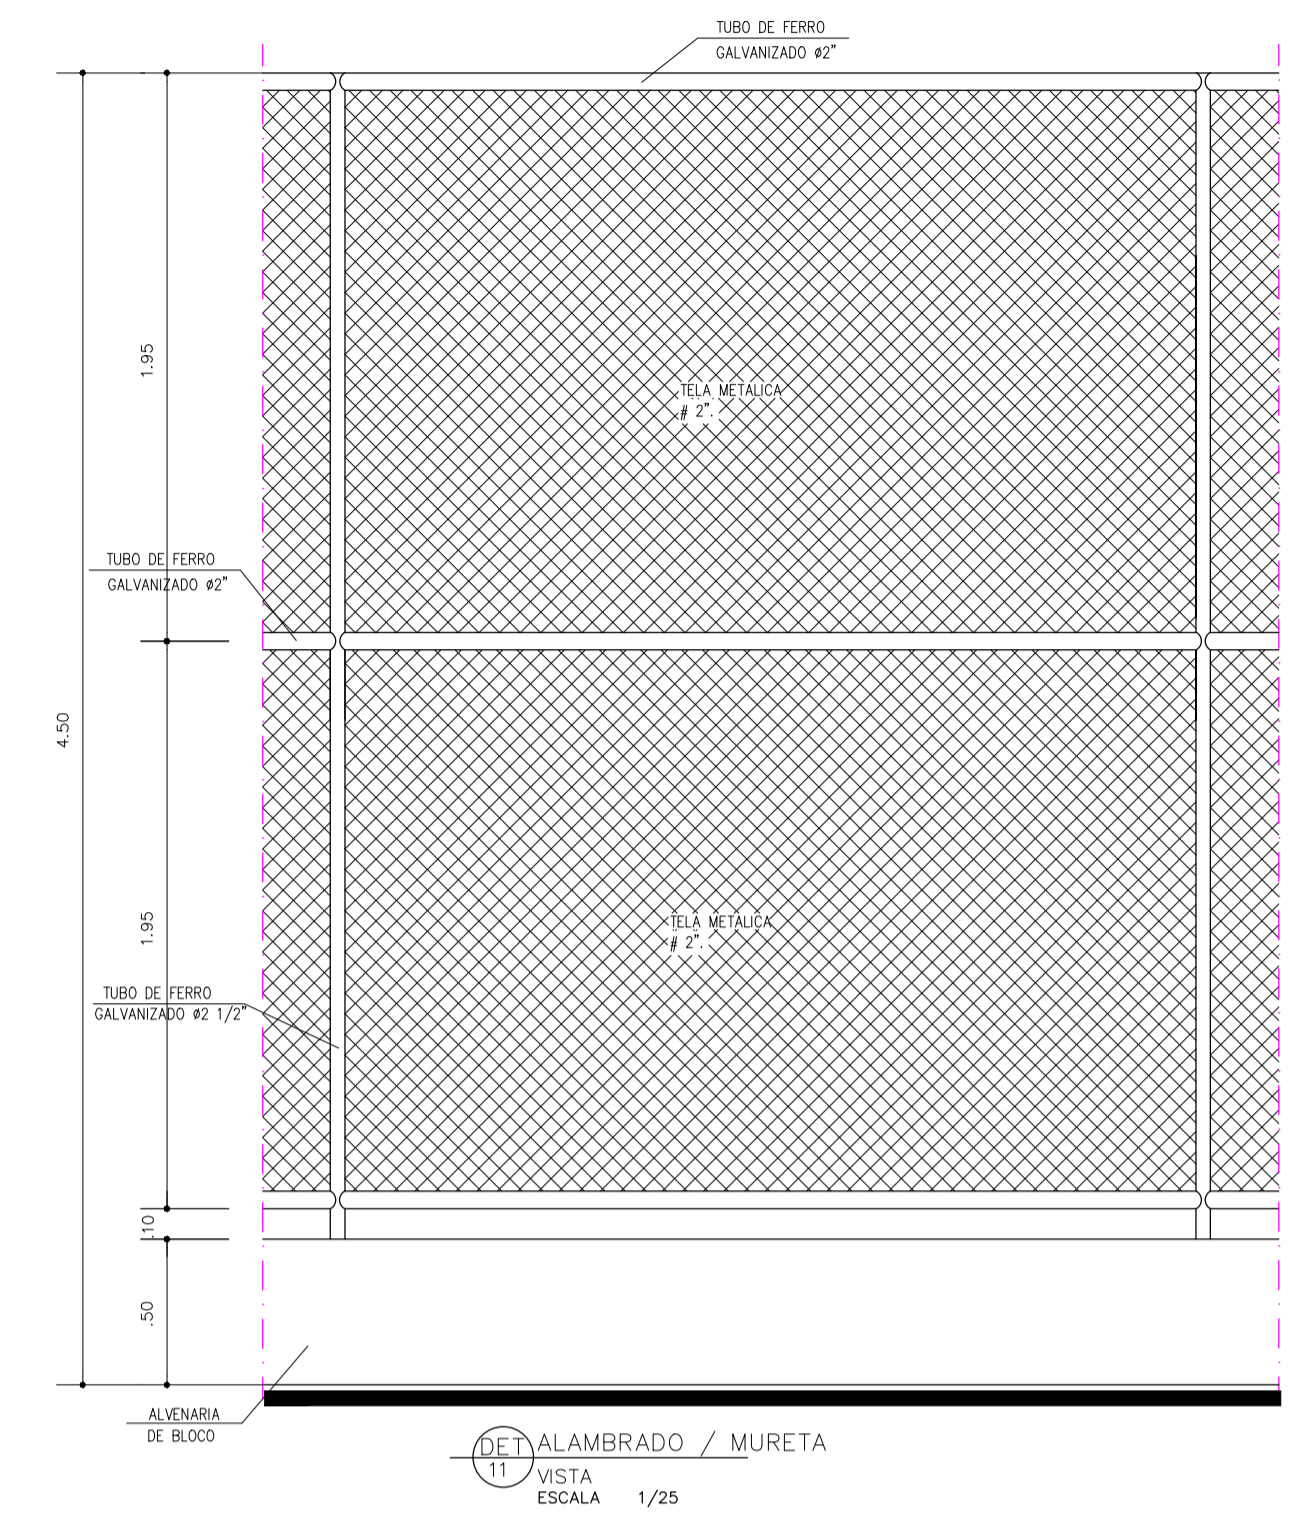 TUBO DE FERRO
GALVANIZADO ø2"
1.95
TELA METALICA
# 2".
TUBO DE FERRO
GALVANIZADO ø2"
4.50
1.95
TELA METALICA
# 2".
TUBO DE FERRO
GALVANIZADO ø2 1/2"
.10
.50
ALVENARIA
DE BLOCO
DET
11
ALAMBRADO / MURETA
VISTA
ESCALA 1/25